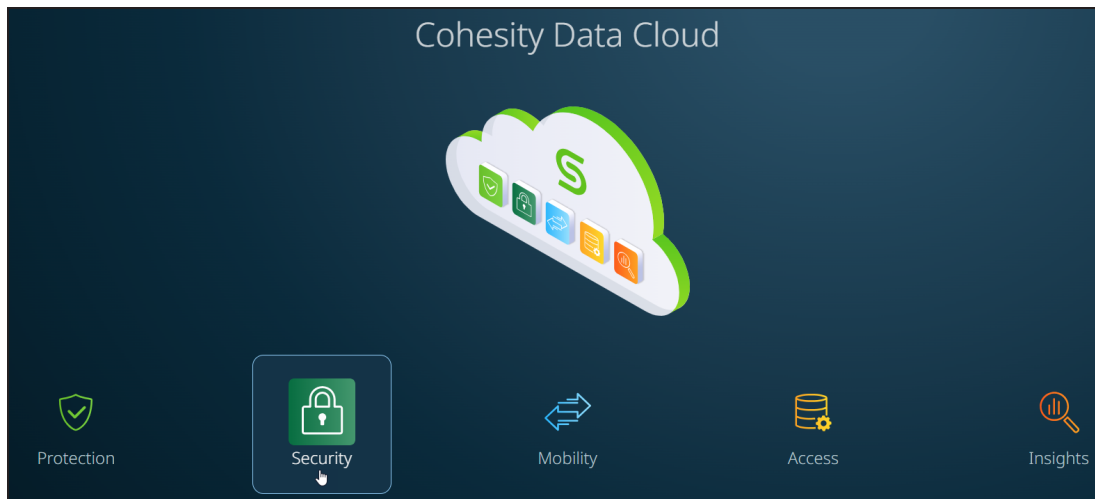 Cohesity Data Cloud
Protection
Security
Mobility
Access
Insights